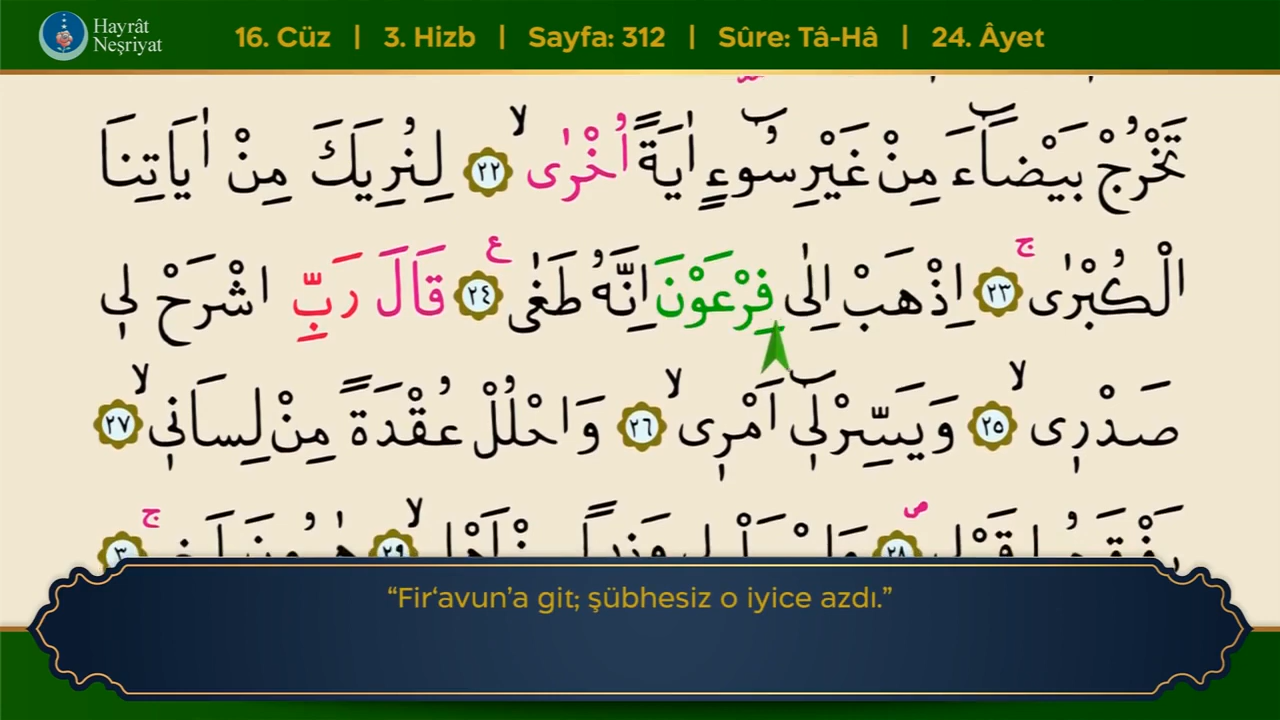 Hayrât
Neşriyat
16. Cüz | 3. Hizb | Sayfa: 312 | Sûre: Tâ-Hâ | 24. Âyet
تَخْرُجْ بَيْضَٓاءَ مِنْ غَيْرِ سُٓوءٍ اٰيَةً اُخْرٰى ۙ ٢٢ لِنُرِيَكَ مِنْ اٰيَاتِنَا
الْكُبْرٰى ۚ ٢٣ اِذْهَبْ اِلٰى فِرْعَوْنَ اِنَّهُ طَغٰى ع ٢٤ قَالَ رَبِّ اشْرَحْ لٖى
صَدْرٖى ۙ ٢٥ وَيَسِّرْلٖٓى اَمْرٖى ۙ ٢٦ وَاحْلُلْ عُقْدَةً مِنْ لِسَانٖى ۙ ٢٧
“Fir‘avun’a git; şübhesiz o iyice azdı.”